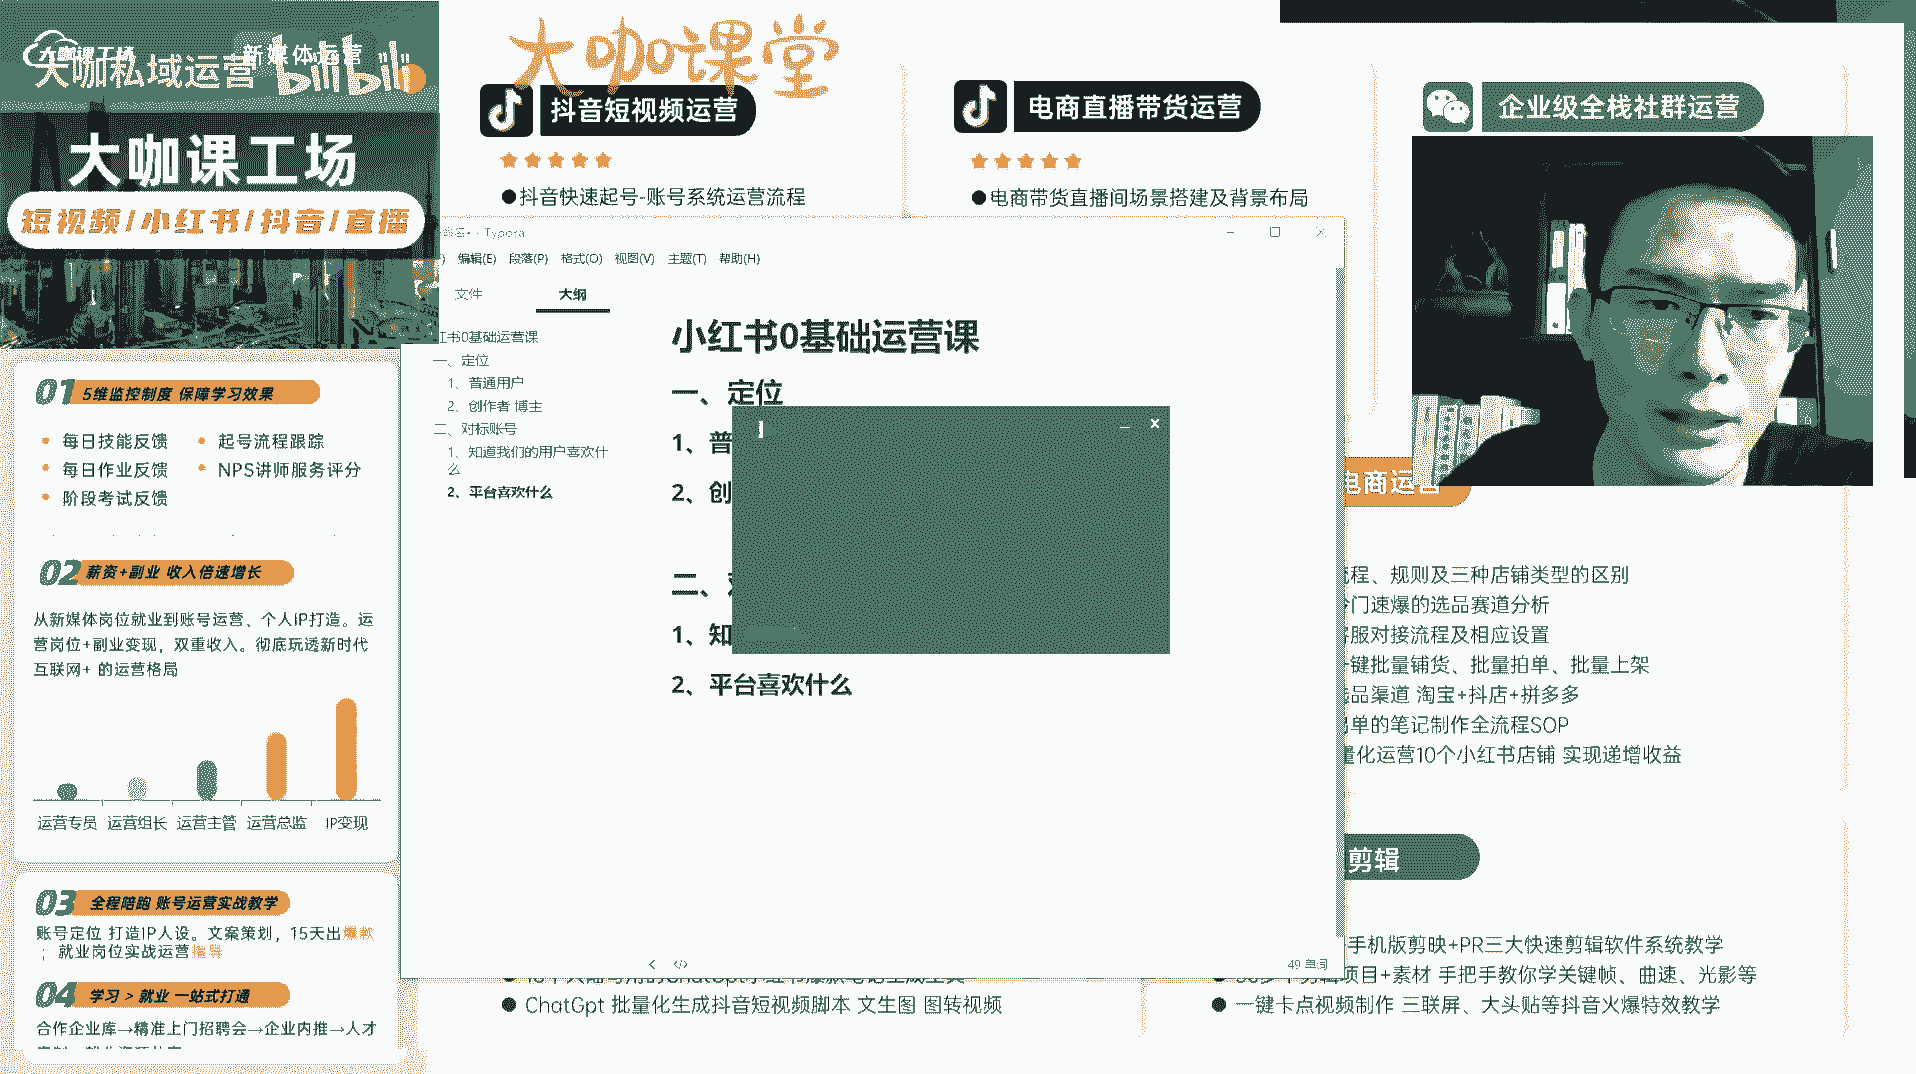 大咖课工场
新媒体运营
大咖私域运营
bilibili
大咖课工场
短视频/小红书/抖音/直播
01 5维监控制度 保障学习效果
每日技能反馈
起号流程跟踪
每日作业反馈
NPS讲师服务评分
阶段考试反馈
02 薪资+副业 收入倍速增长
从新媒体岗位就业到账号运营、个人IP打造。运
营岗位+副业变现，双重收入。彻底玩透新时代
互联网+ 的运营格局
运营专员 运营组长 运营主管 运营总监 IP变现
03 全程陪跑 账号运营实战教学
账号定位 打造IP人设。文案策划，15天出爆款
；就业岗位实战运营指导
04 学习 > 就业 一站式打通
合作企业库→精准上门招聘会→企业内推→人才
大咖课堂
抖音短视频运营
●抖音快速起号-账号系统运营流程
电商直播带货运营
●电商带货直播间场景搭建及背景布局
企业级全栈社群运营
Typora
编辑(E) 段落(P) 格式(O) 视图(V) 主题(T) 帮助(H)
文件
大纲
书0基础运营课
一、定位
1、普通用户
2、创作者 博主
二、对标账号
1、知道我们的用户喜欢什
么
2、平台喜欢什么
小红书0基础运营课
一、定位
1、普
2、创
二、
1、知
2、平台喜欢什么
49 单词
电商运营
流程、规则及三种店铺类型的区别
门速爆的选品赛道分析
客服对接流程及相应设置
键批量铺货、批量拍单、批量上架
选品渠道 淘宝+抖店+拼多多
单的笔记制作全流程SOP
量化运营10个小红书店铺 实现递增收益
剪辑
手机版剪映+PR三大快速剪辑软件系统教学
项目+素材 手把手教你学关键帧、曲速、光影等
● 一键卡点视频制作 三联屏、大头贴等抖音火爆特效教学
● ChatGpt 批量化生成抖音短视频脚本 文生图 图转视频